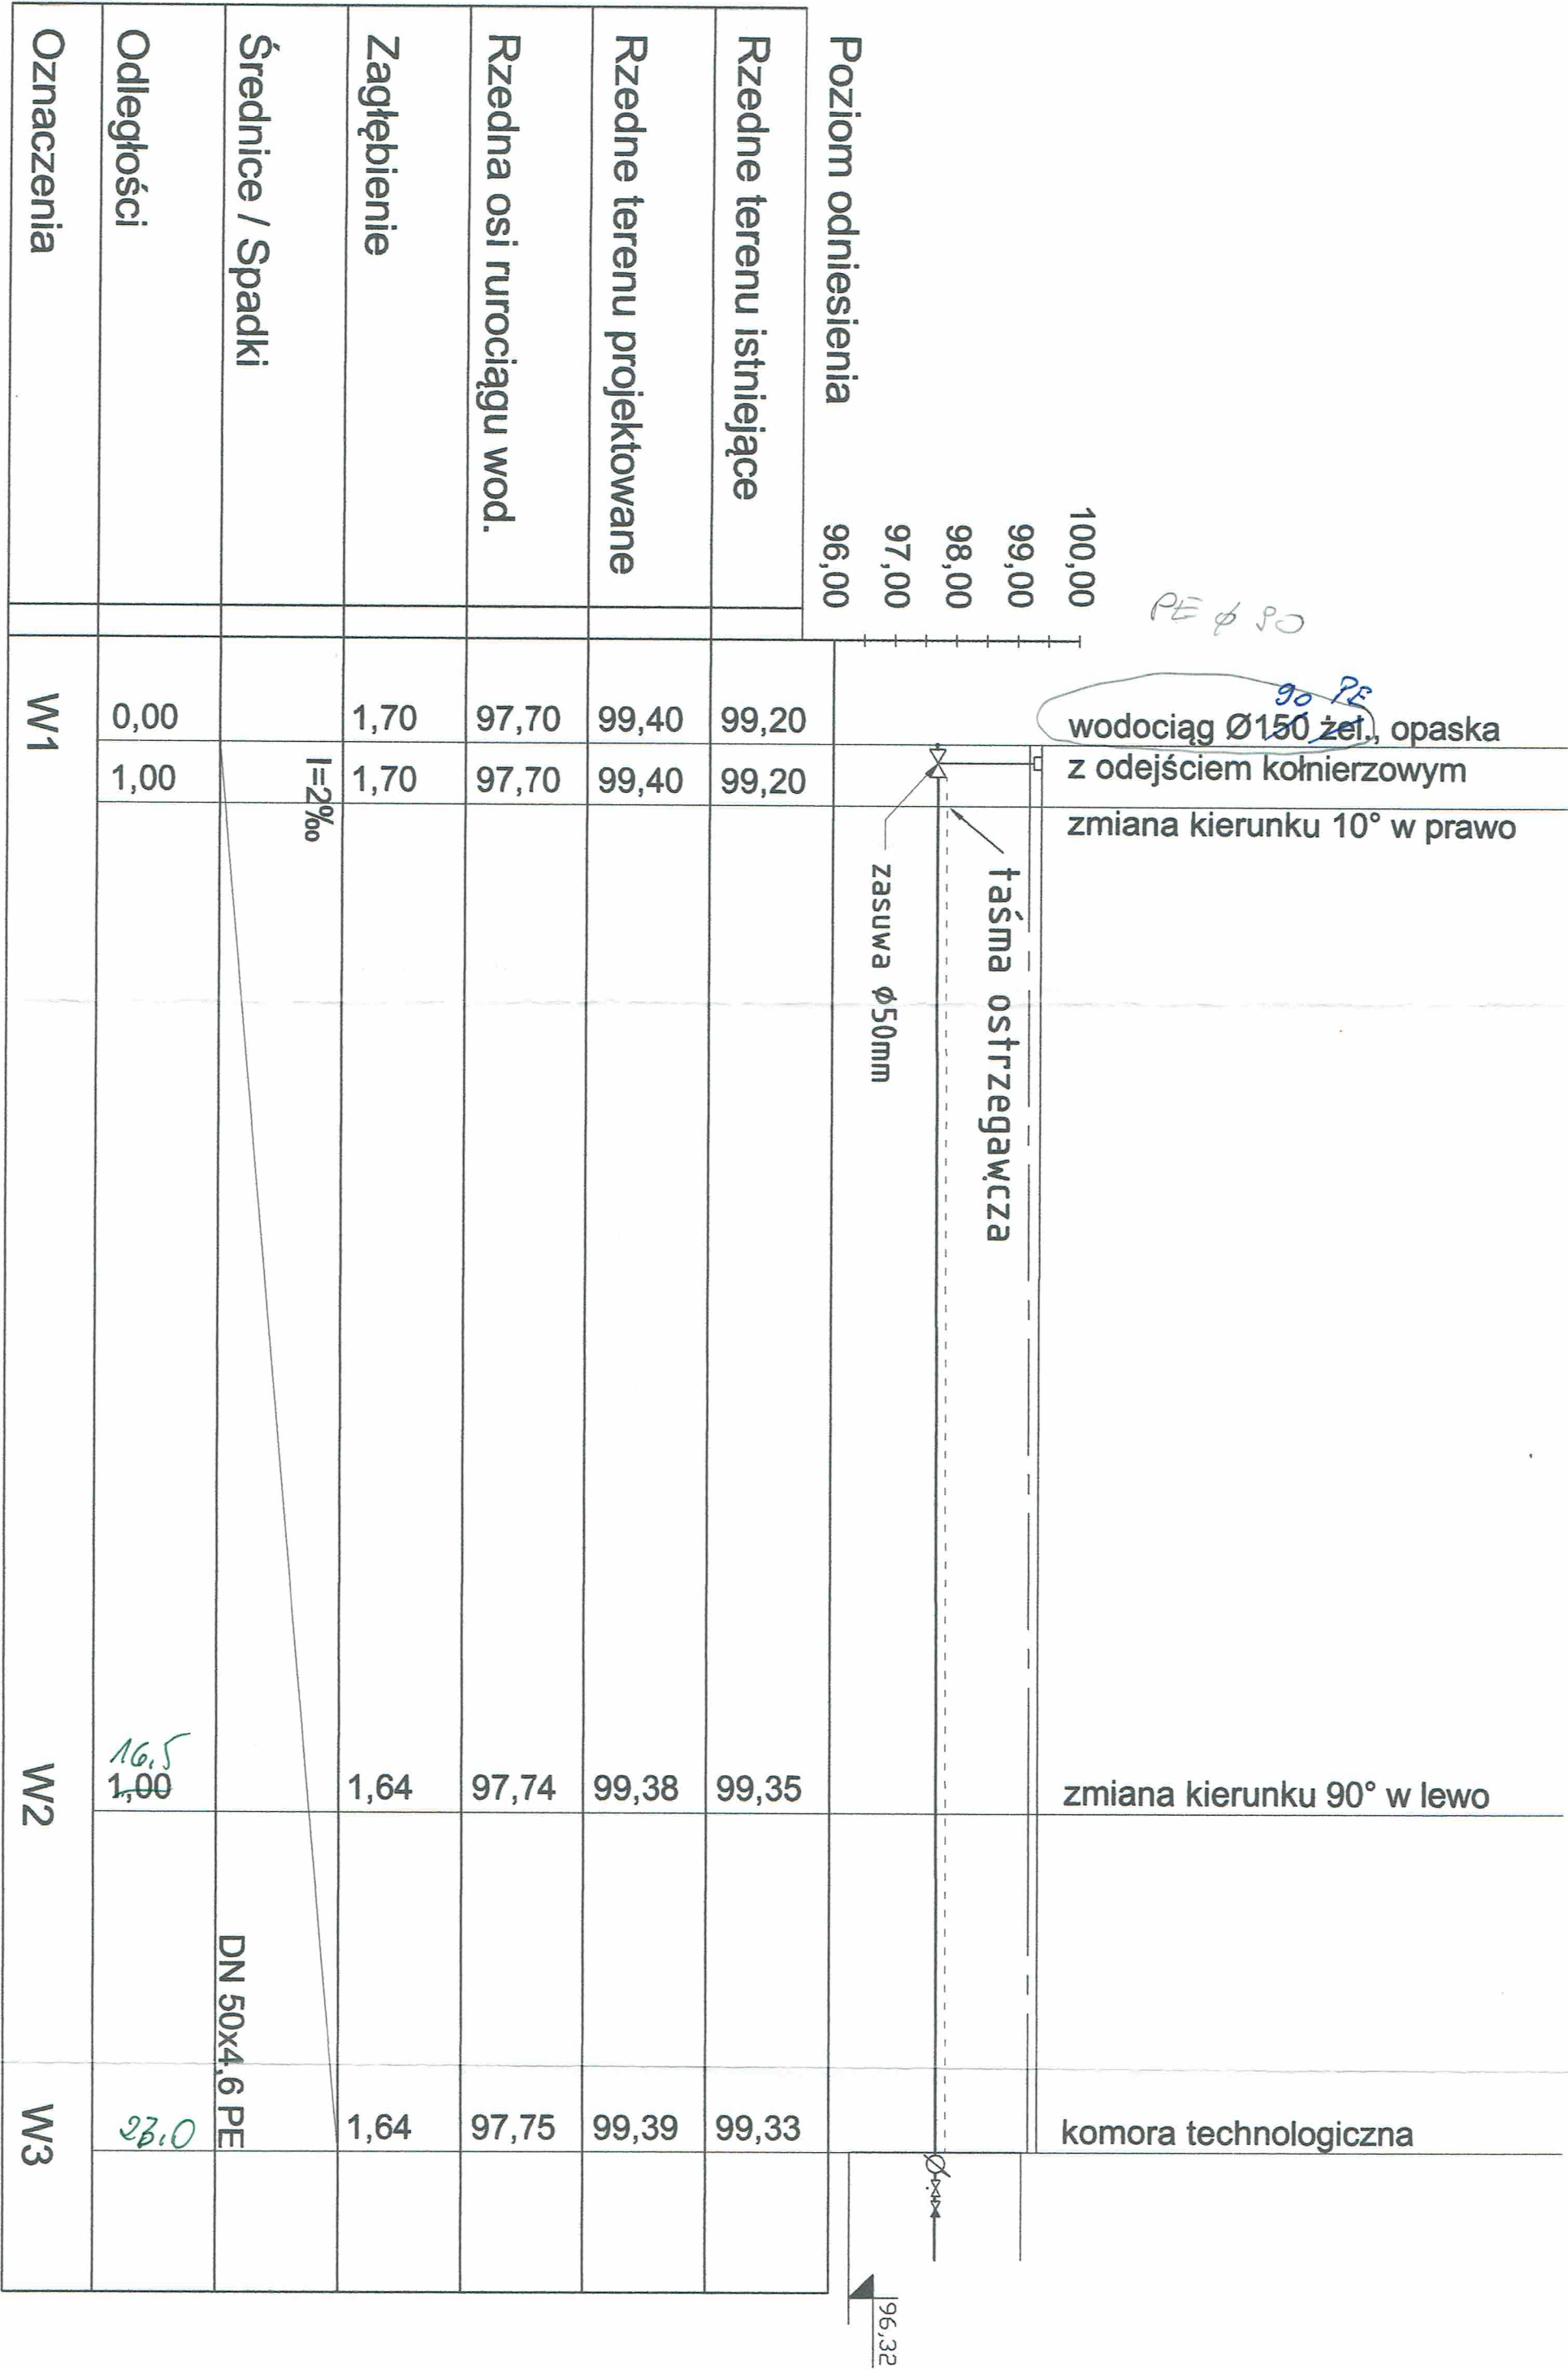 PE ø 90
90 PE
wodociąg Ø150 żel., opaska
z odejściem kołnierzowym
zmiana kierunku 10° w prawo
zmiana kierunku 90° w lewo
komora technologiczna
100,00
99,00
98,00
97,00
96,00
taśma ostrzegawcza
zasuwa ø50mm
96,32
Poziom odniesienia
Rzedne terenu istniejące
99,20
99,20
99,35
99,33
Rzedne terenu projektowane
99,40
99,40
99,38
99,39
Rzedna osi rurociągu wod.
97,70
97,70
97,74
97,75
Zagłębienie
1,70
1,70
1,64
1,64
Średnice / Spadki
I=2‰
DN 50x4,6 PE
Odległości
0,00
1,00
16.5
1,00
23.0
Oznaczenia
W1
W2
W3